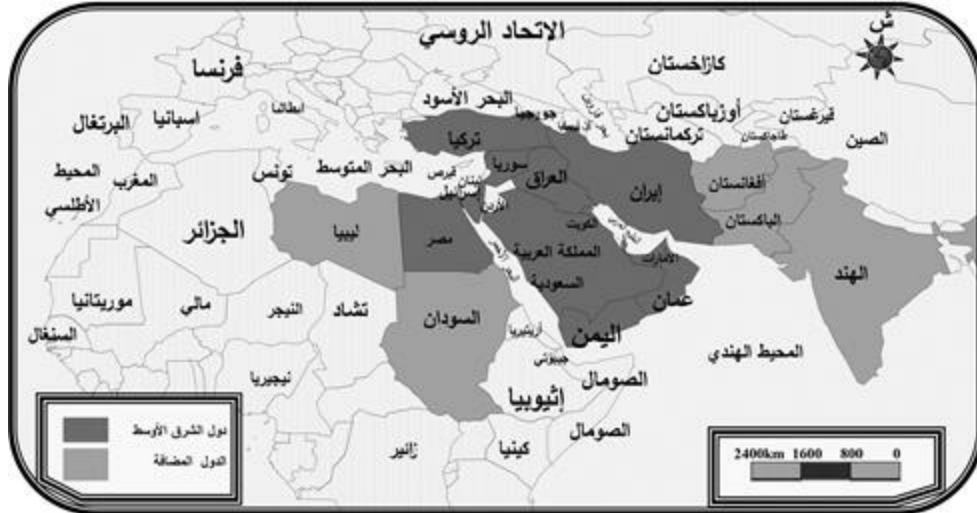 الاتحاد الروسي
ش
فرنسا
كازاخستان
البحر الأسود
جورجيا
أوزباكستان
قيرغستان
البرتغال
اسبانيا
ايطاليا
تركيا
تركمانستان
طاجاكستان
الصين
المحيط
الأطلسي
المغرب
تونس
البحر المتوسط
قبرص
سوريا
لبنان
إسرائيل
العراق
الأردن
إيران
أفغانستان
الباكستان
الجزائر
ليبيا
مصر
الكويت
المملكة العربية
السعودية
الأمارات
عمان
الهند
موريتانيا
مالي
النيجر
تشاد
السودان
أريتيريا
اليمن
المحيط الهندي
السنغال
نيجيريا
جيبوتي
إثيوبيا
الصومال
الصومال
زائير
كينيا
دول الشرق الأوسط
الدول المضافة
2400km 1600 800 0